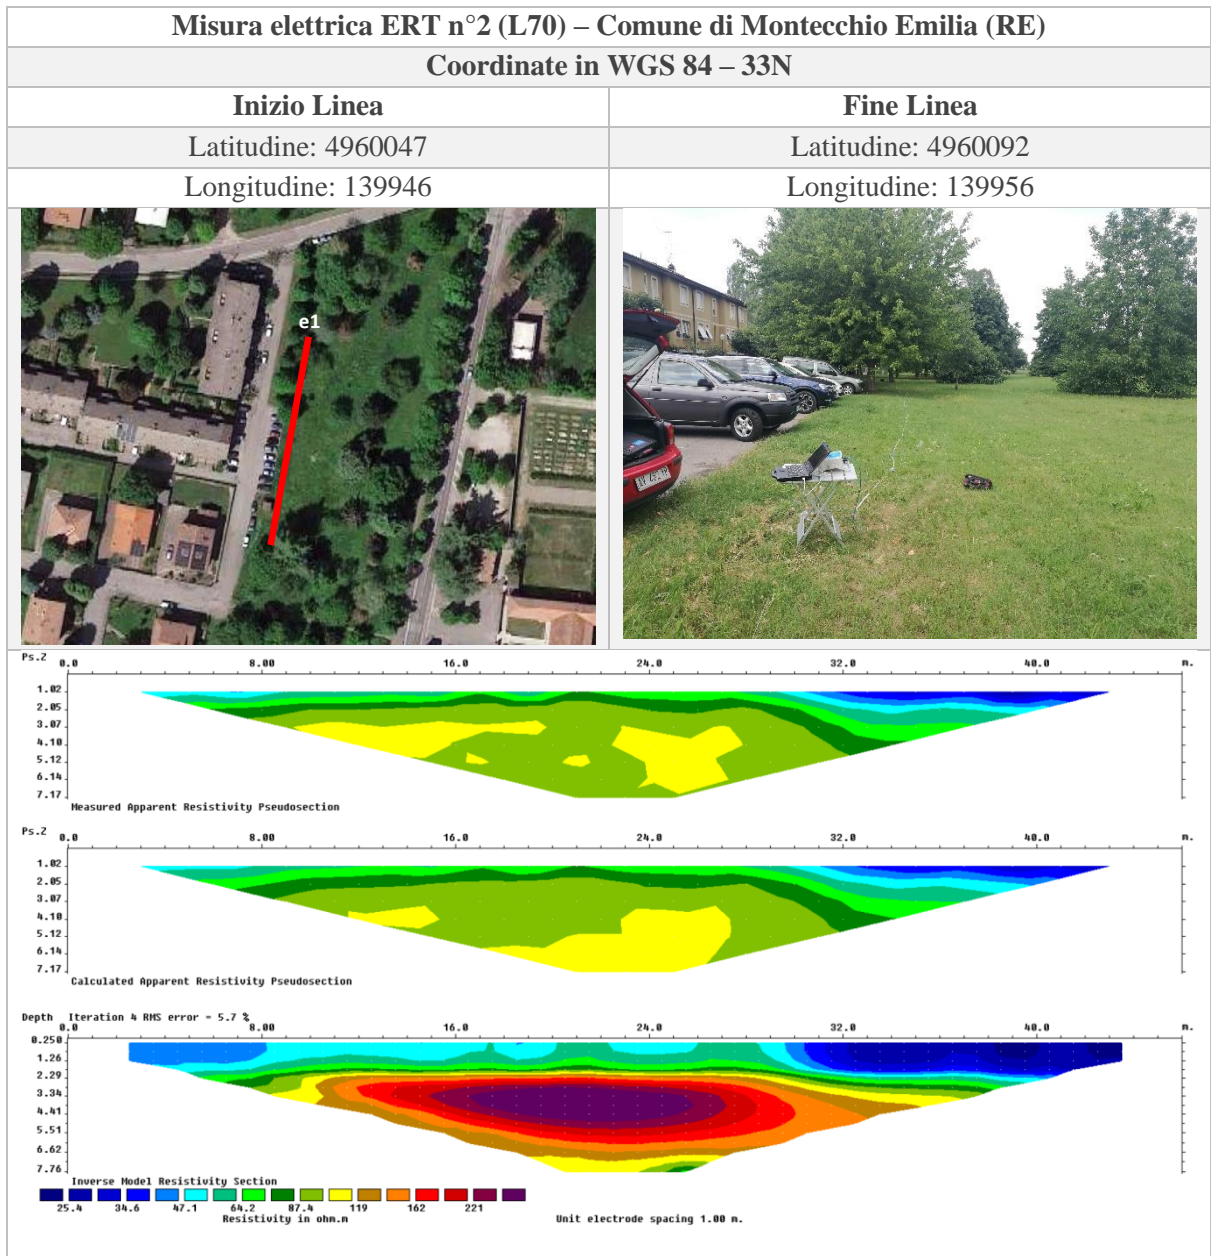 Misura elettrica ERT n°2 (L70) – Comune di Montecchio Emilia (RE)
Coordinate in WGS 84 – 33N
Inizio Linea Fine Linea
Latitudine: 4960047 Latitudine: 4960092
Longitudine: 139946 Longitudine: 139956
e1
Ps.Z 0.0 8.00 16.0 24.0 32.0 40.0 m.
1.02
2.05
3.07
4.10
5.12
6.14
7.17
Measured Apparent Resistivity Pseudosection
Ps.Z 0.0 8.00 16.0 24.0 32.0 40.0 m.
1.02
2.05
3.07
4.10
5.12
6.14
7.17
Calculated Apparent Resistivity Pseudosection
Depth Iteration 4 RMS error = 5.7 %
0.0 8.00 16.0 24.0 32.0 40.0 m.
0.250
1.26
2.29
3.34
4.41
5.51
6.62
7.76
Inverse Model Resistivity Section
25.4 34.6 47.1 64.2 87.4 119 162 221
Resistivity in ohm.m Unit electrode spacing 1.00 m.